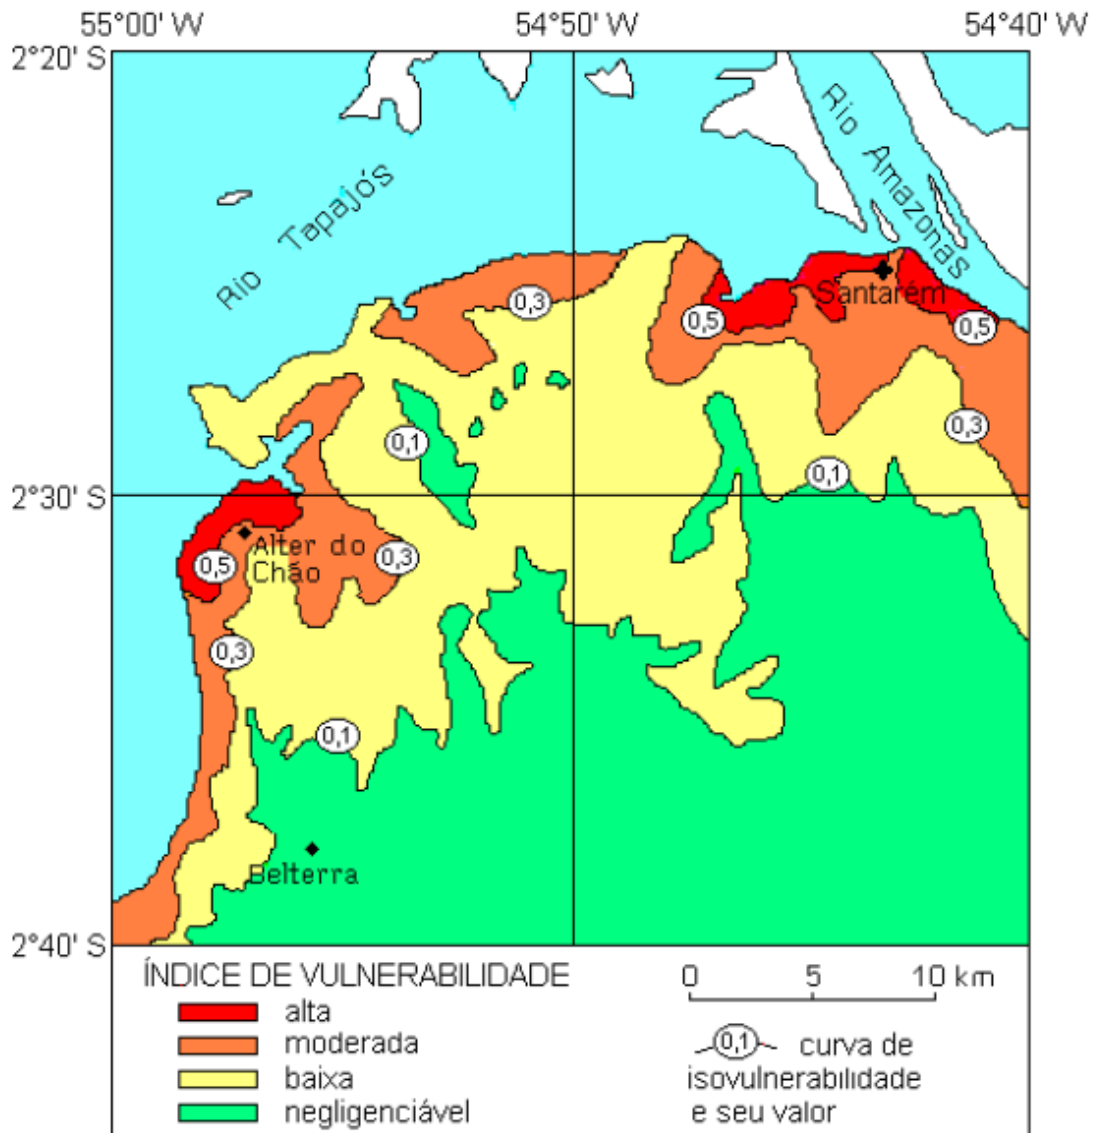 55°00' W 54°50' W 54°40' W
2°20' S
Rio Tapajós
Rio Amazonas
Santarém
0,3
0,5
0,5
0,3
0,1
0,1
2°30' S
Alter do
Chão
0,5
0,3
0,3
0,1
Belterra
2°40' S
ÍNDICE DE VULNERABILIDADE
alta
moderada
baixa
negligenciável
0 5 10 km
0,1 curva de
isovulnerabilidade
e seu valor